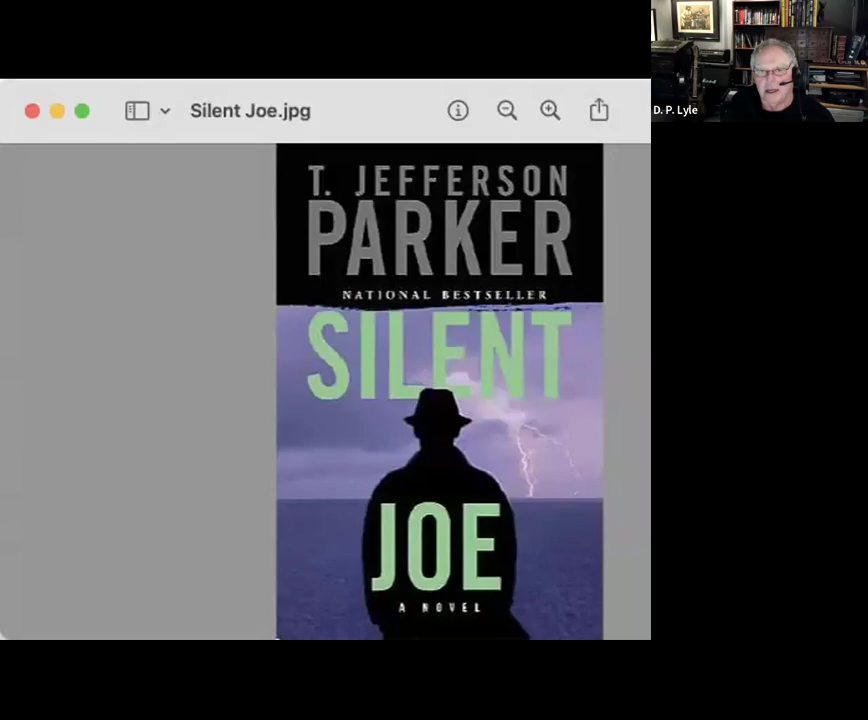 Silent Joe.jpg
D. P. Lyle
T. JEFFERSON
PARKER
NATIONAL BESTSELLER
SILENT
JOE
A NOVEL